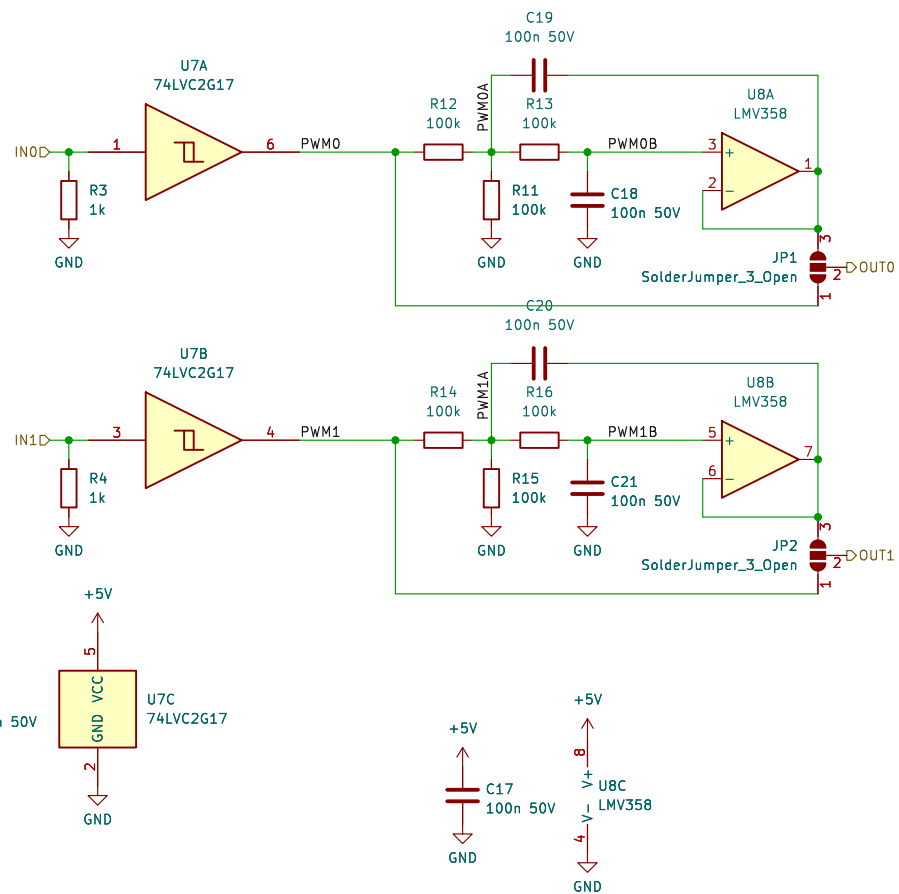 C19
100n 50V
U7A
74LVC2G17
PWM0A
R12
100k
R13
100k
U8A
LMV358
IN0
1
6
PWM0
PWM0B
3
+
2
−
1
R3
1k
R11
100k
C18
100n 50V
GND
GND
GND
JP1
SolderJumper_3_Open
3
2
1
OUT0
C20
100n 50V
U7B
74LVC2G17
PWM1A
R14
100k
R16
100k
U8B
LMV358
IN1
3
4
PWM1
PWM1B
5
+
6
−
7
R4
1k
R15
100k
C21
100n 50V
GND
GND
GND
JP2
SolderJumper_3_Open
3
2
1
OUT1
+5V
5
VCC
GND
2
U7C
74LVC2G17
50V
GND
+5V
C17
100n 50V
GND
+5V
8
V+
V−
4
U8C
LMV358
GND